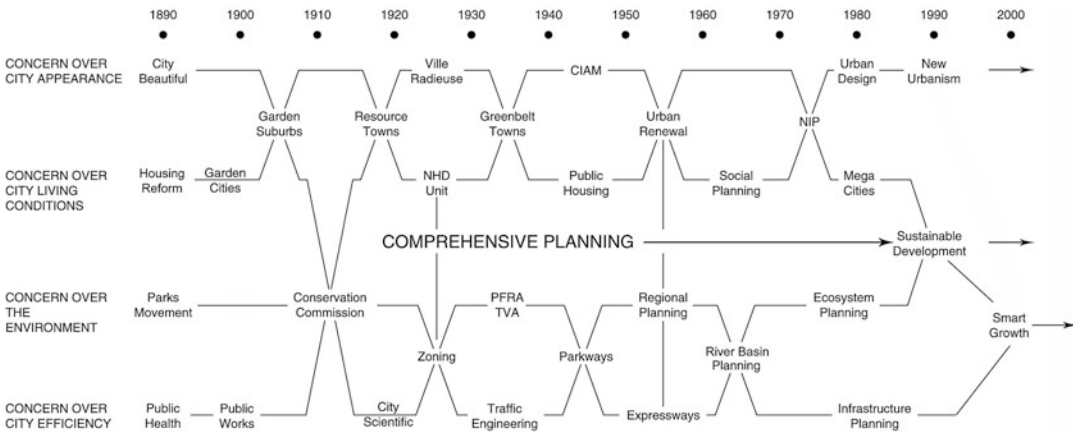 1890 1900 1910 1920 1930 1940 1950 1960 1970 1980 1990 2000
CONCERN OVER
CITY APPEARANCE
City
Beautiful
Ville
Radieuse
CIAM
Urban
Design
New
Urbanism
Garden
Suburbs
Resource
Towns
Greenbelt
Towns
Urban
Renewal
NIP
CONCERN OVER
CITY LIVING
CONDITIONS
Housing
Reform
Garden
Cities
NHD
Unit
Public
Housing
Social
Planning
Mega
Cities
COMPREHENSIVE PLANNING
Sustainable
Development
CONCERN OVER
THE
ENVIRONMENT
Parks
Movement
Conservation
Commission
PFRA
TVA
Regional
Planning
Ecosystem
Planning
Smart
Growth
Zoning
Parkways
River Basin
Planning
CONCERN OVER
CITY EFFICIENCY
Public
Health
Public
Works
City
Scientific
Traffic
Engineering
Expressways
Infrastructure
Planning